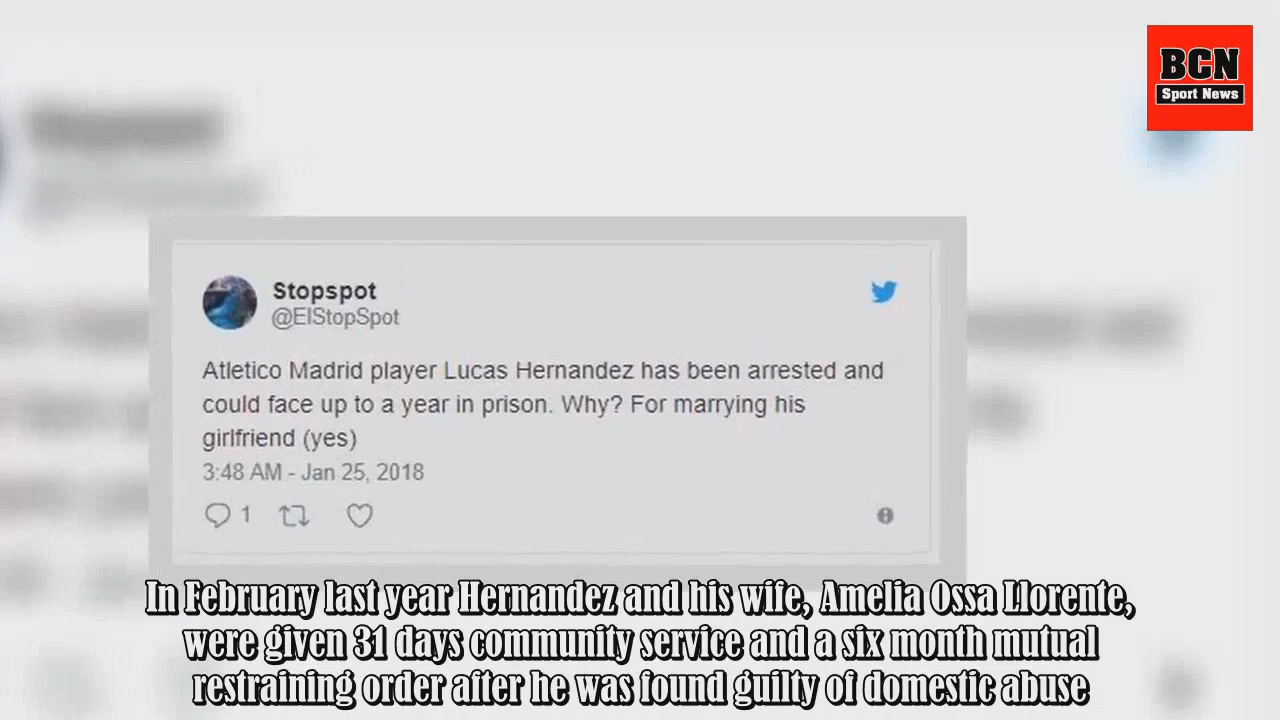 BCN
Sport News
Stopspot
@ElStopSpot
Atletico Madrid player Lucas Hernandez has been arrested and
could face up to a year in prison. Why? For marrying his
girlfriend (yes)
3:48 AM - Jan 25, 2018
1
In February last year Hernandez and his wife, Amelia Ossa Llorente,
were given 31 days community service and a six month mutual
restraining order after he was found guilty of domestic abuse